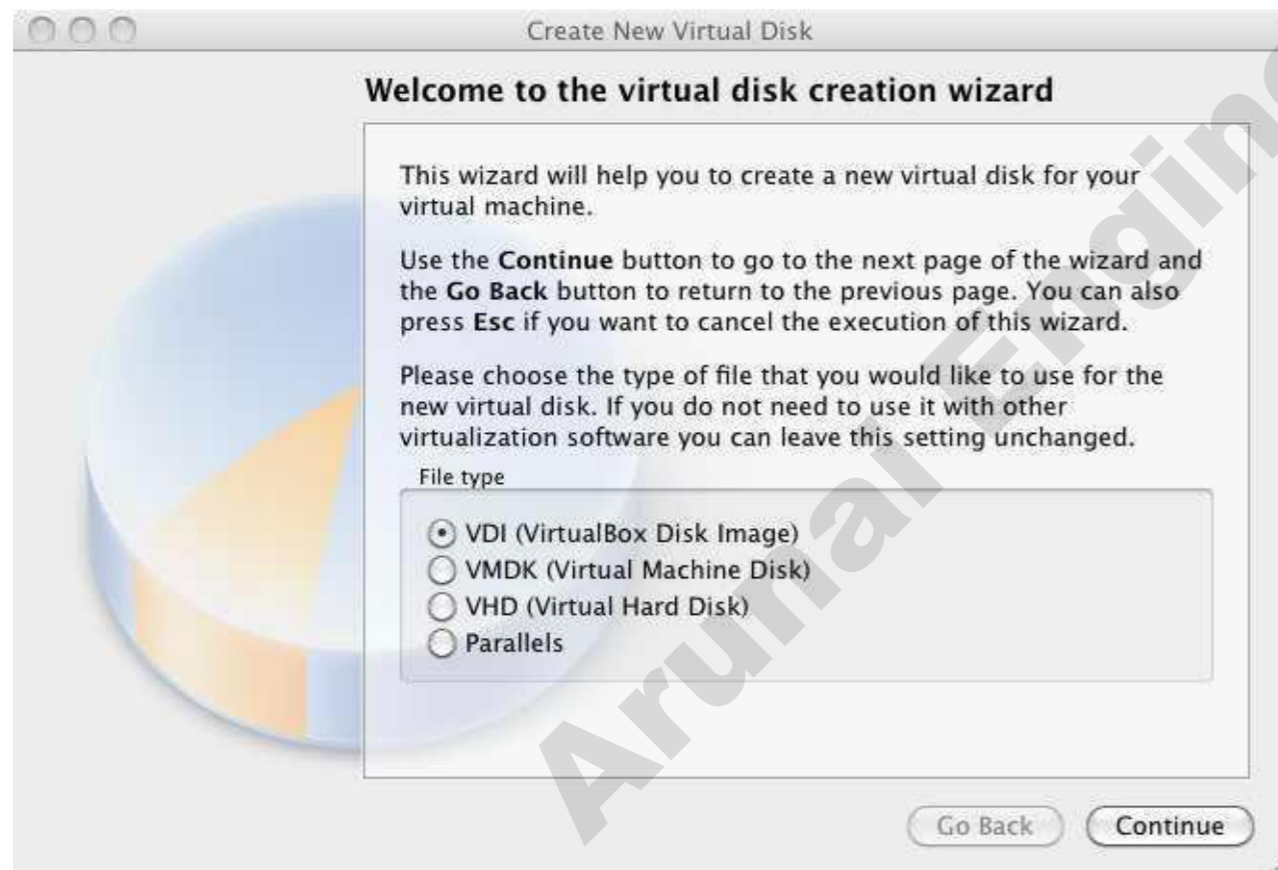 Create New Virtual Disk
Welcome to the virtual disk creation wizard
This wizard will help you to create a new virtual disk for your
virtual machine.
Use the Continue button to go to the next page of the wizard and
the Go Back button to return to the previous page. You can also
press Esc if you want to cancel the execution of this wizard.
Please choose the type of file that you would like to use for the
new virtual disk. If you do not need to use it with other
virtualization software you can leave this setting unchanged.
File type
VDI (VirtualBox Disk Image)
VMDK (Virtual Machine Disk)
VHD (Virtual Hard Disk)
Parallels
Go Back
Continue
Arunai